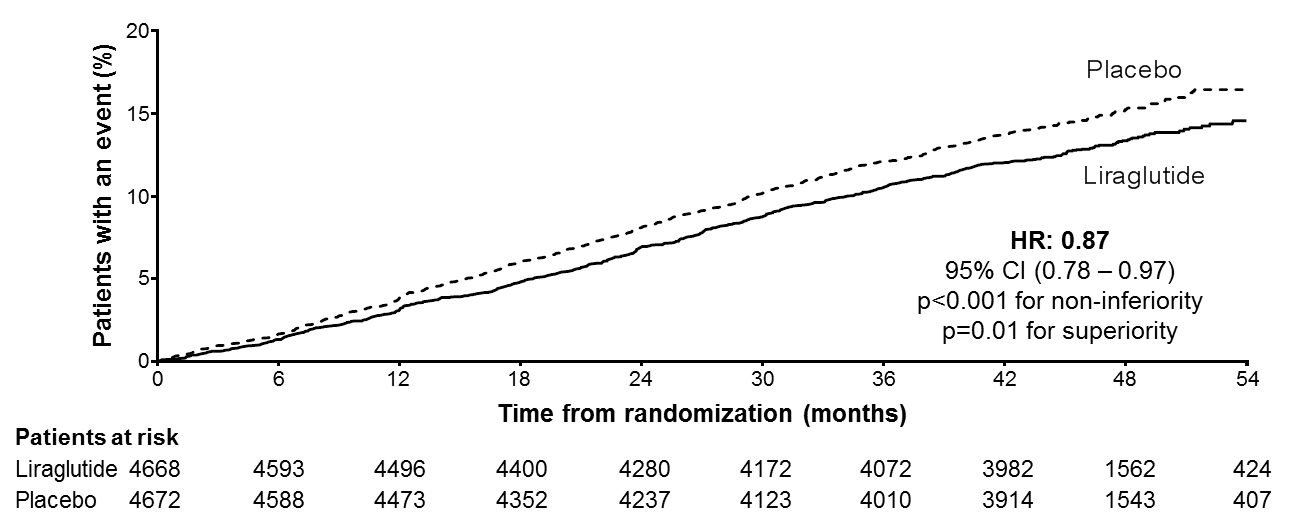 20
Placebo
15
Liraglutide
10
HR: 0.87
95% CI (0.78 – 0.97)
p<0.001 for non-inferiority
p=0.01 for superiority
5
0
Patients with an event (%)
0 6 12 18 24 30 36 42 48 54
Time from randomization (months)
Patients at risk
Liraglutide 4668 4593 4496 4400 4280 4172 4072 3982 1562 424
Placebo 4672 4588 4473 4352 4237 4123 4010 3914 1543 407